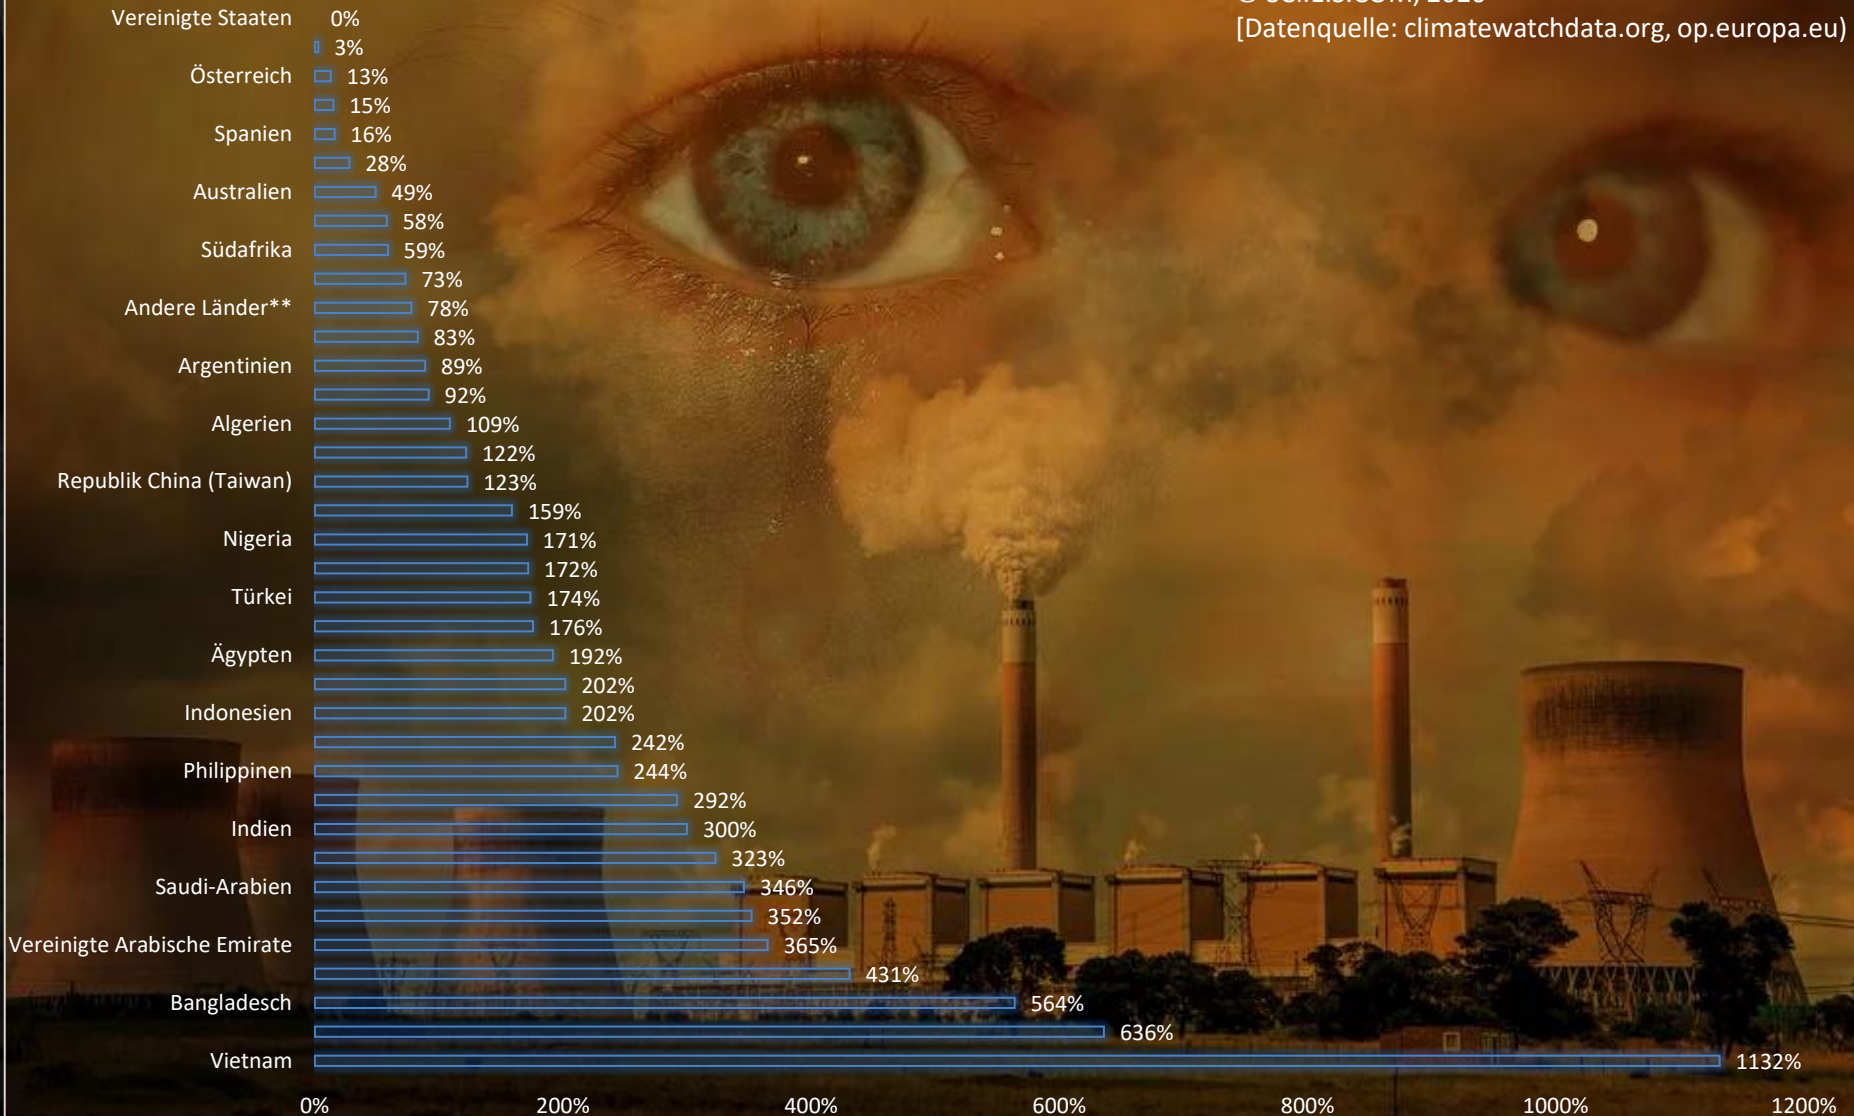 [Datenquelle: climatewatchdata.org, op.europa.eu)
Vereinigte Staaten 0%
3%
Österreich 13%
15%
Spanien 16%
28%
Australien 49%
58%
Südafrika 59%
73%
Andere Länder** 78%
83%
Argentinien 89%
92%
Algerien 109%
122%
Republik China (Taiwan) 123%
159%
Nigeria 171%
172%
Türkei 174%
176%
Ägypten 192%
202%
Indonesien 202%
242%
Philippinen 244%
292%
Indien 300%
323%
Saudi-Arabien 346%
352%
Vereinigte Arabische Emirate 365%
431%
Bangladesch 564%
636%
Vietnam 1132%
0% 200% 400% 600% 800% 1000% 1200%